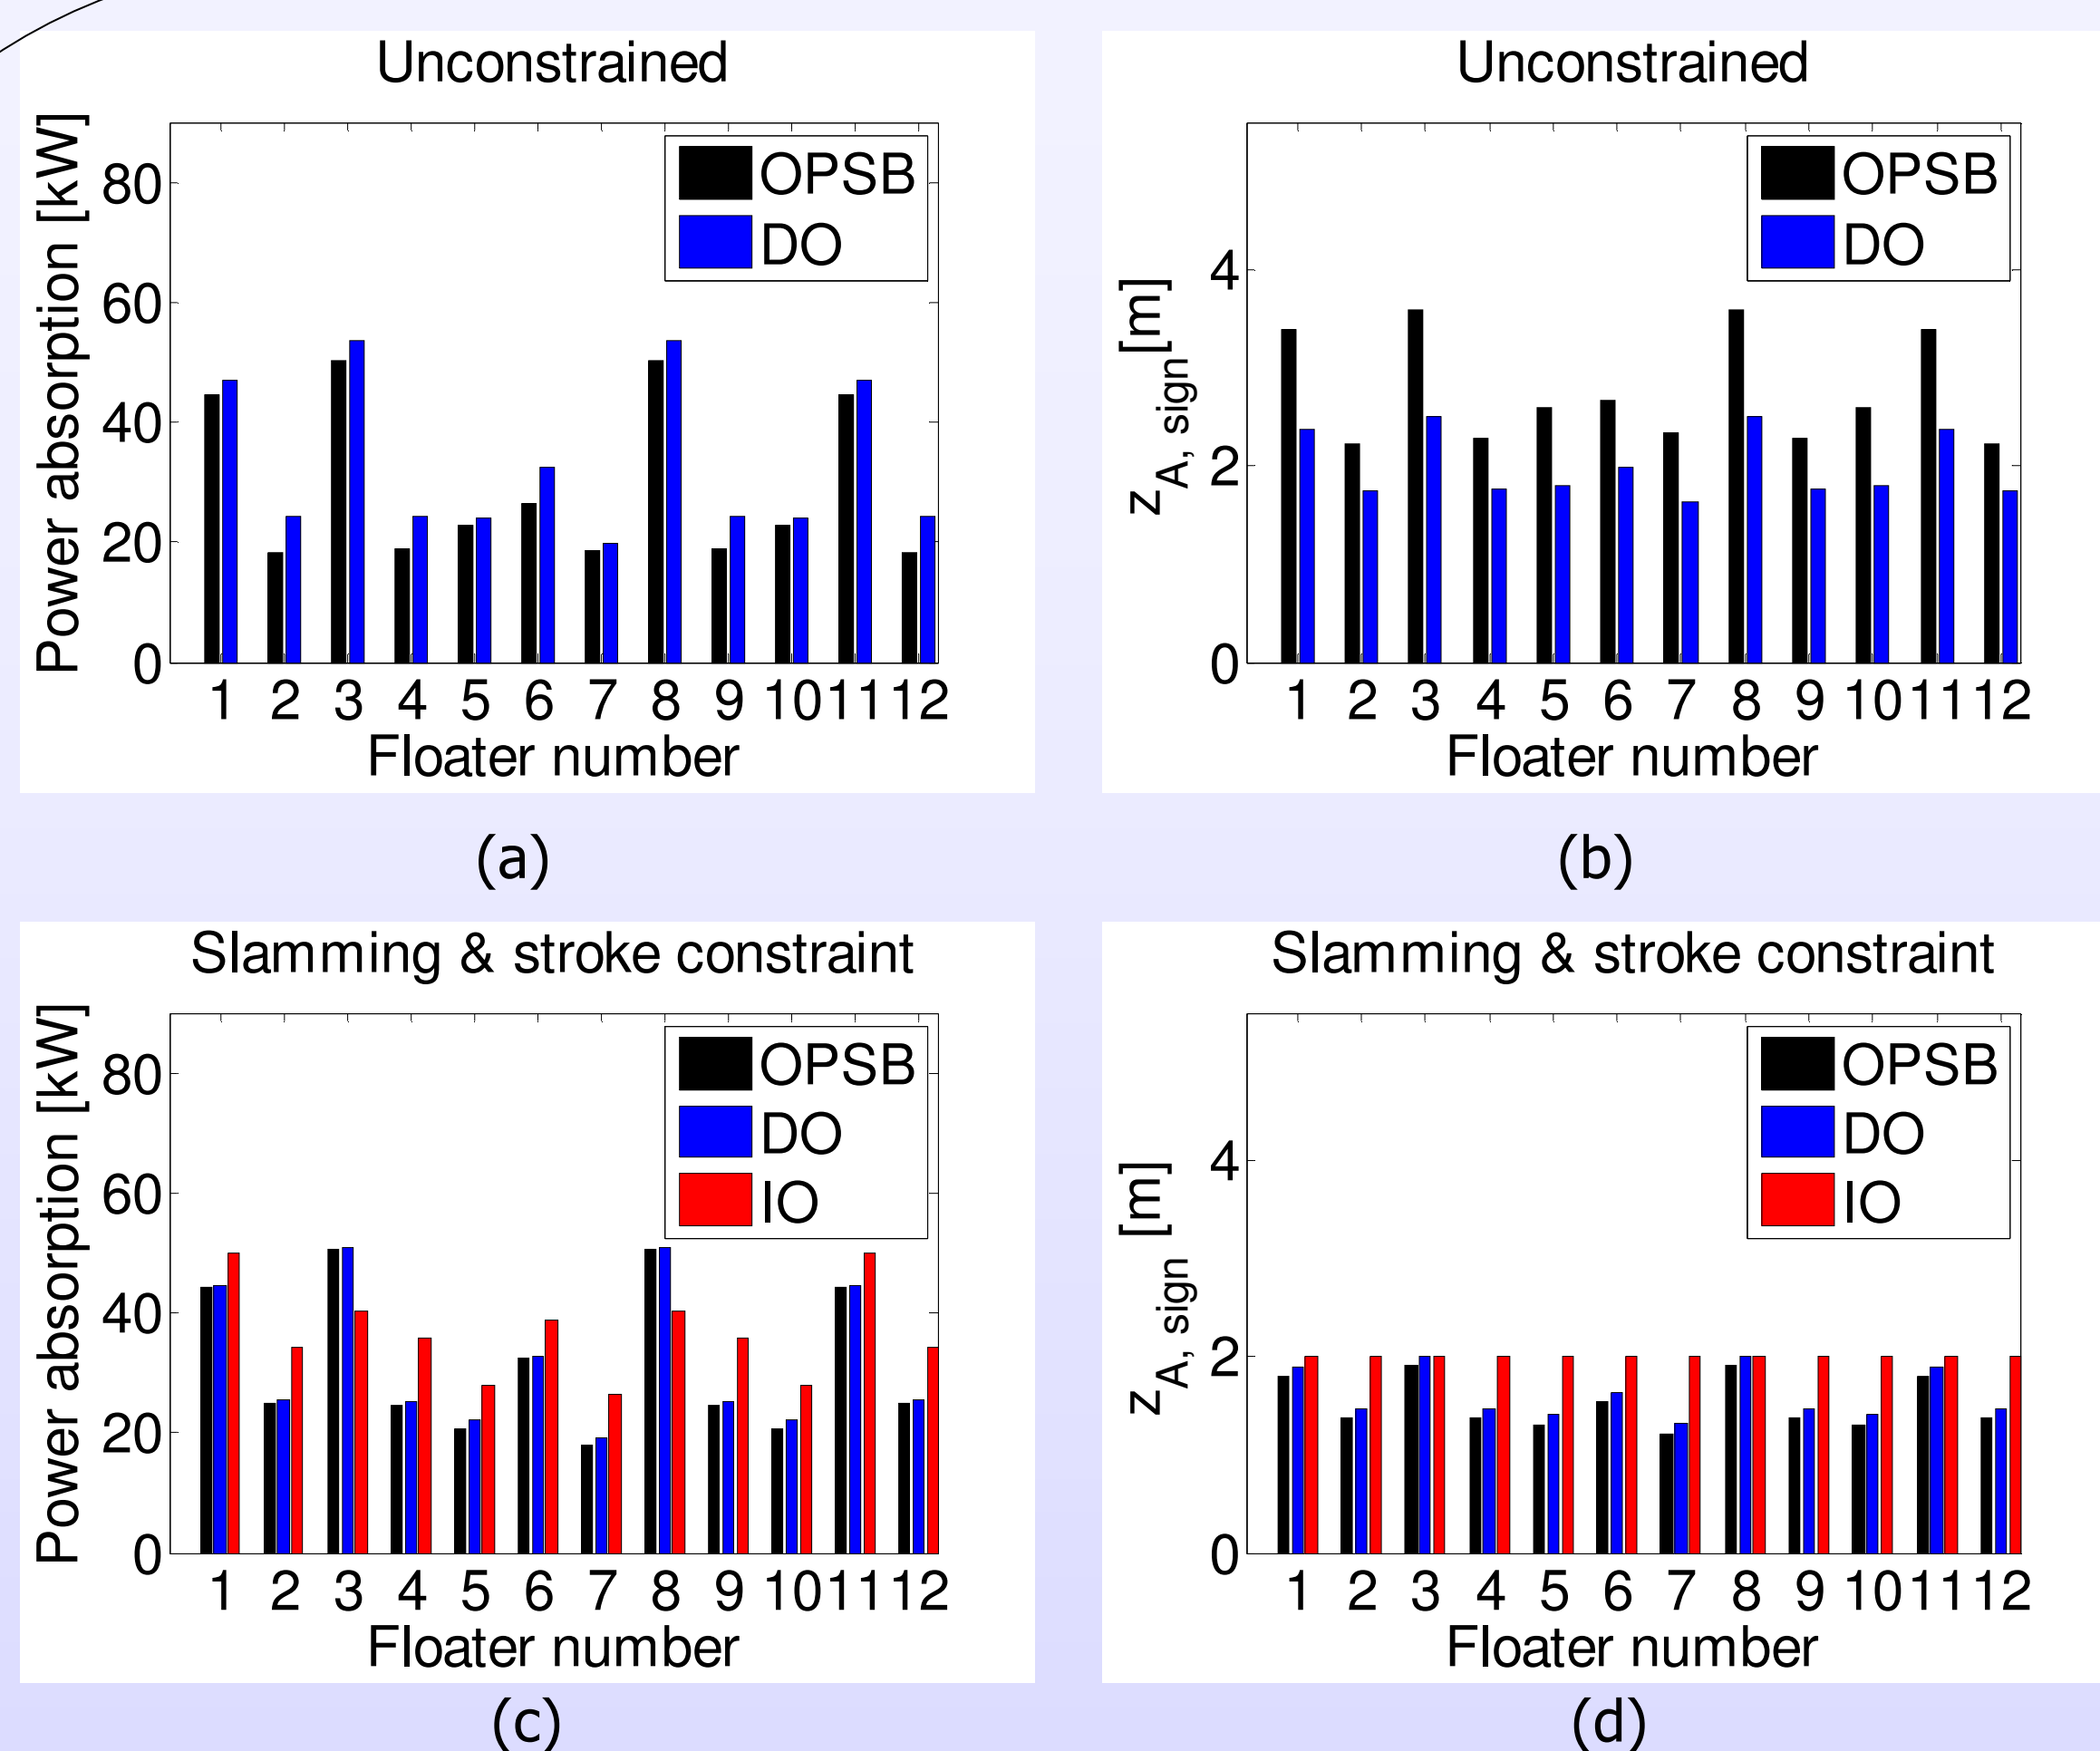 Unconstrained
Power absorption [kW]
80
60
40
20
0
OPSB
DO
1 2 3 4 5 6 7 8 9 10 11 12
Floater number
(a)
Unconstrained
z A, sign [m]
4
2
0
OPSB
DO
1 2 3 4 5 6 7 8 9 10 11 12
Floater number
(b)
Slamming & stroke constraint
Power absorption [kW]
80
60
40
20
0
OPSB
DO
IO
1 2 3 4 5 6 7 8 9 10 11 12
Floater number
(c)
Slamming & stroke constraint
z A, sign [m]
4
2
0
OPSB
DO
IO
1 2 3 4 5 6 7 8 9 10 11 12
Floater number
(d)